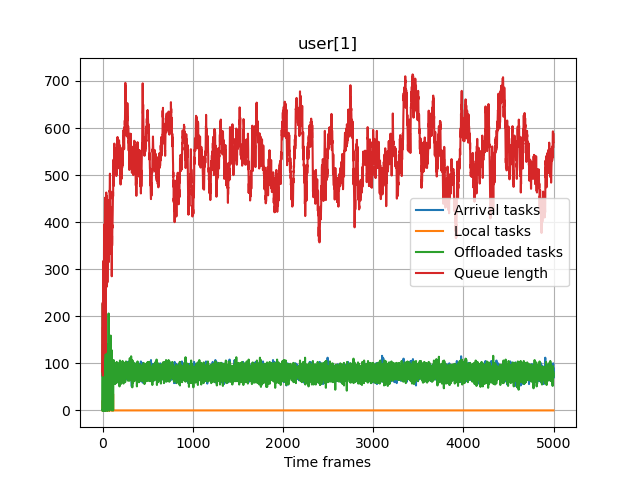 user[1]
700
600
500
400
300
200
100
0
Arrival tasks
Local tasks
Offloaded tasks
Queue length
0 1000 2000 3000 4000 5000
Time frames